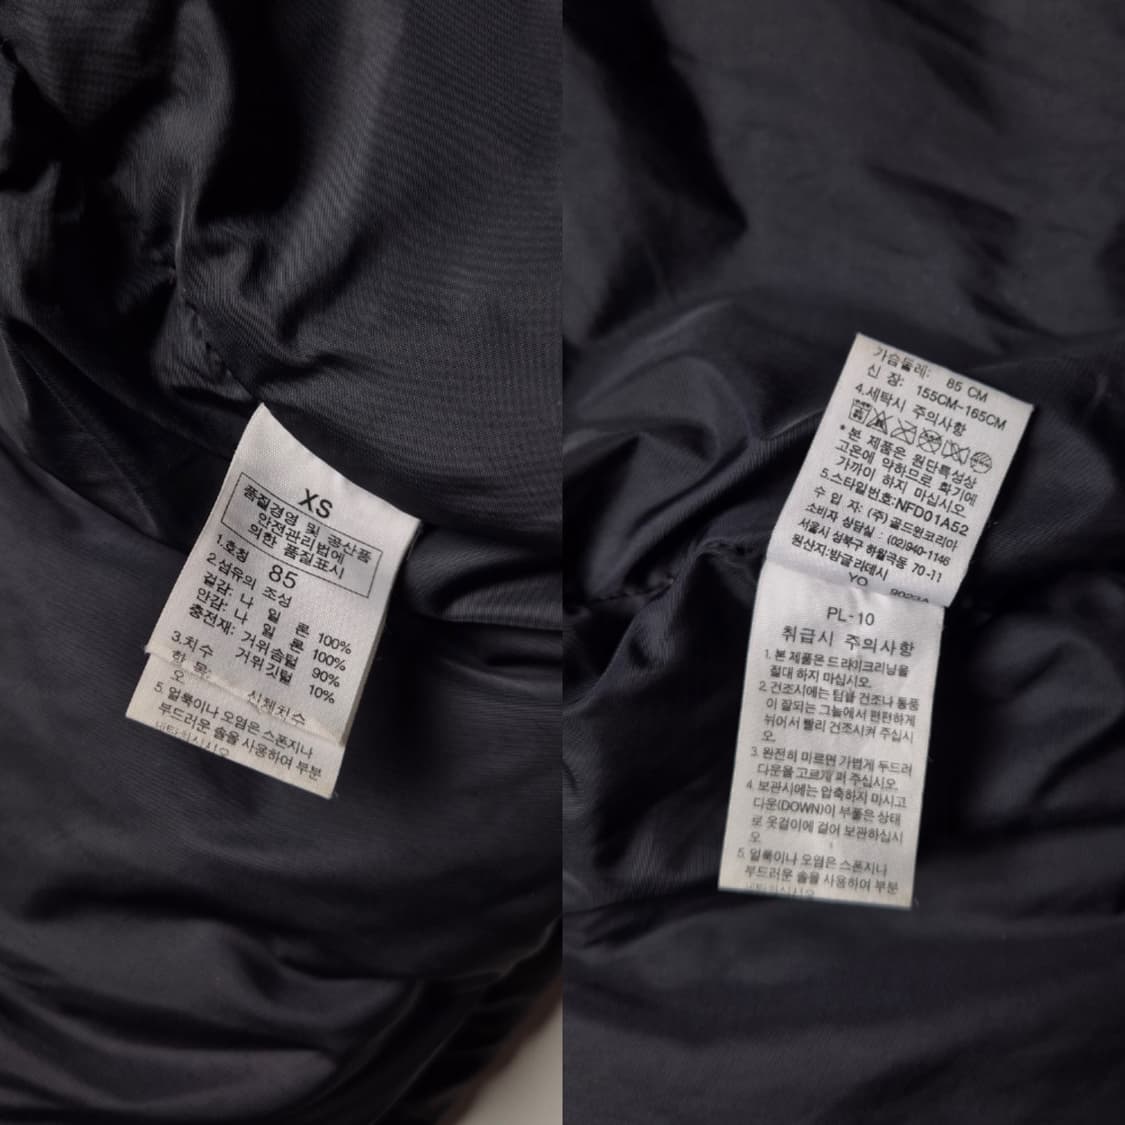 XS
품질경영 및 공산품
안전관리법에
의한 품질표시
1.호칭 85
2.섬유의 조성
겉감: 나 일 론 100%
안감: 나 일 론 100%
충전재: 거위솜털 90%
거위깃털 10%
3.치수
항 목: 신체치수
오
5. 얼룩이나 오염은 스폰지나
부드러운 솔을 사용하여 부분
가슴둘레: 85 CM
신 장: 155CM-165CM
4.세탁시 주의사항
* 본 제품은 원단특성상
고온에 약하므로 화기에
가까이 하지 마십시오
5.스타일번호:NFD01A52
수 입 자: (주) 골드윈코리아
소비자 상담실 : (02)940-1146
서울시 성북구 하월곡동 70-11
원산지:방글라데시
YO
PL-10
취급시 주의사항
1. 본 제품은 드라이크리닝을
절대 하지 마십시오.
2. 건조시에는 텀블 건조나 통풍
이 잘되는 그늘에서 편편하게
뉘어서 빨리 건조시켜 주십시
오.
3. 완전히 마르면 가볍게 두드려
다운을 고르게 펴 주십시오.
4. 보관시에는 압축하지 마시고
다운(DOWN)이 부풀은 상태
로 옷걸이에 걸어 보관하십시
오
5. 얼룩이나 오염은 스폰지나
부드러운 솔을 사용하여 부분